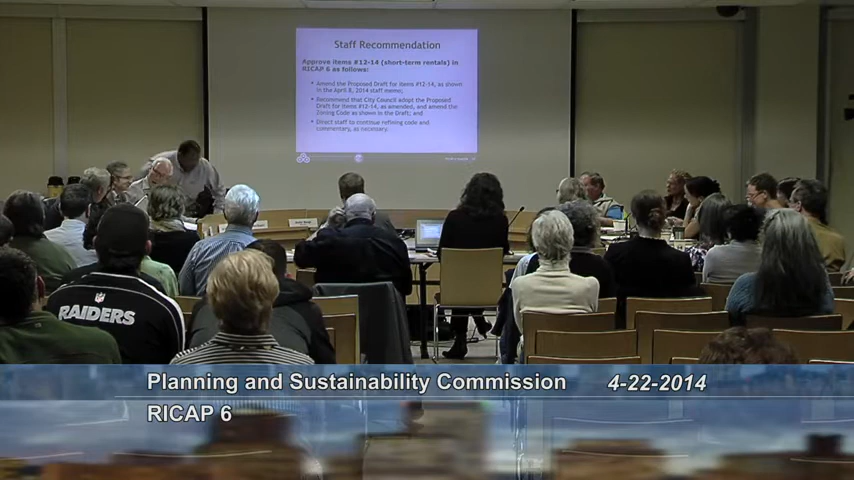 Staff Recommendation
Approve items #12-14 (short-term rentals) in
RICAP 6 as follows:
Amend the Proposed Draft for items #12-14, as shown
in the April 8, 2014 staff memo;
Recommend that City Council adopt the Proposed
Draft for items #12-14, as amended, and amend the
Zoning Code as shown in the Draft; and
Direct staff to continue refining code and
commentary, as necessary.
NFL
RAIDERS
Planning and Sustainability Commission 4-22-2014
RICAP 6